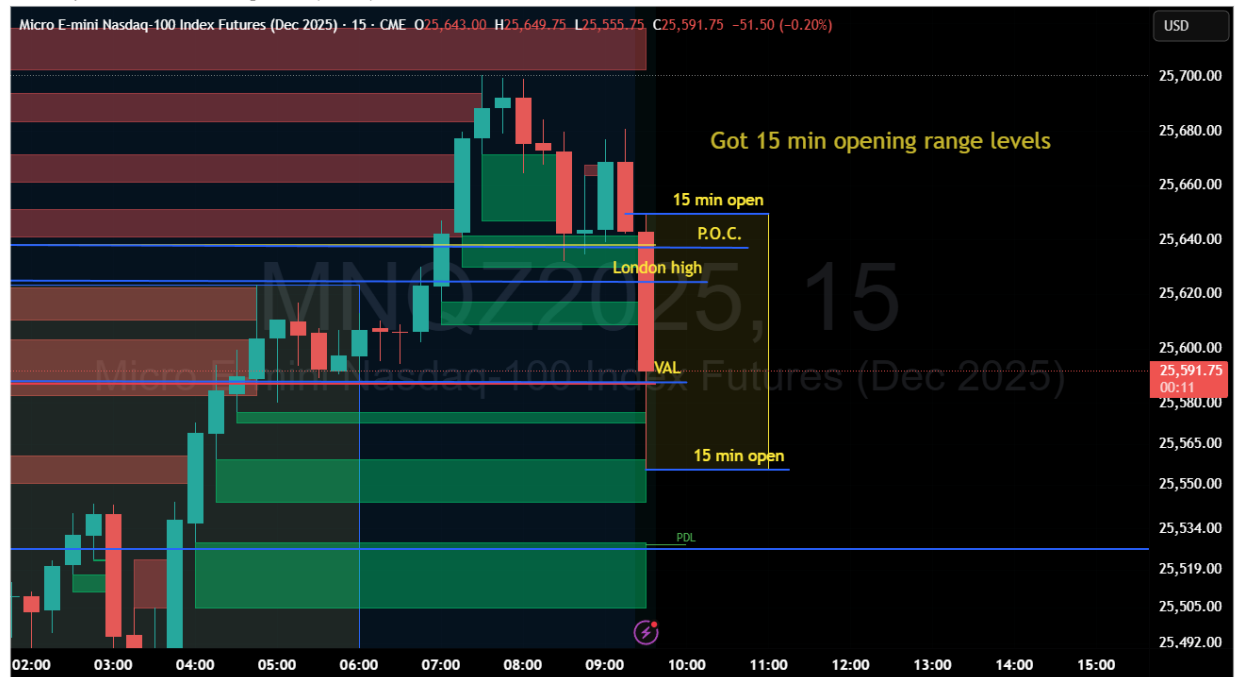 Micro E-mini Nasdaq-100 Index Futures (Dec 2025) · 15 · CME O25,643.00 H25,649.75 L25,555.75 C25,591.75 −51.50 (−0.20%)
USD
25,700.00
25,680.00
Got 15 min opening range levels
25,660.00
15 min open
P.O.C.
25,640.00
London high
25,620.00
MNQZ2025, 15
25,600.00
VAL
Micro E-mini Nasdaq-100 Index Futures (Dec 2025)
25,591.75
00:11
25,580.00
25,565.00
15 min open
25,550.00
25,534.00
PDL
25,519.00
25,505.00
25,492.00
02:00 03:00 04:00 05:00 06:00 07:00 08:00 09:00 10:00 11:00 12:00 13:00 14:00 15:00